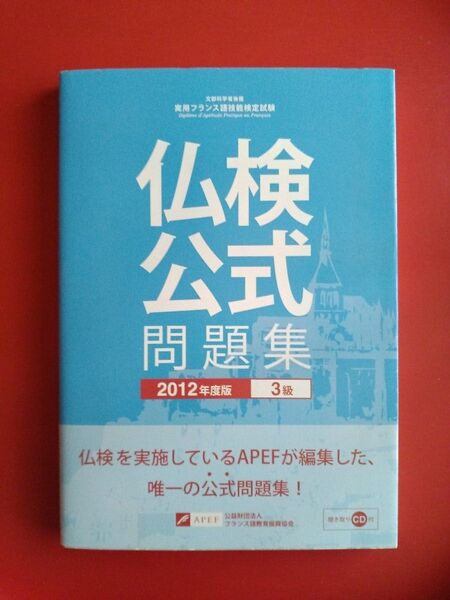 文部科学省後援
実用フランス語技能検定試験
Diplôme d'Aptitude Pratique au Français
仏検
公式
問題集
2012年度版 3級
仏検を実施しているAPEFが編集した、
唯一の公式問題集！
APEF 公益財団法人
フランス語教育振興協会
聞き取りCD付